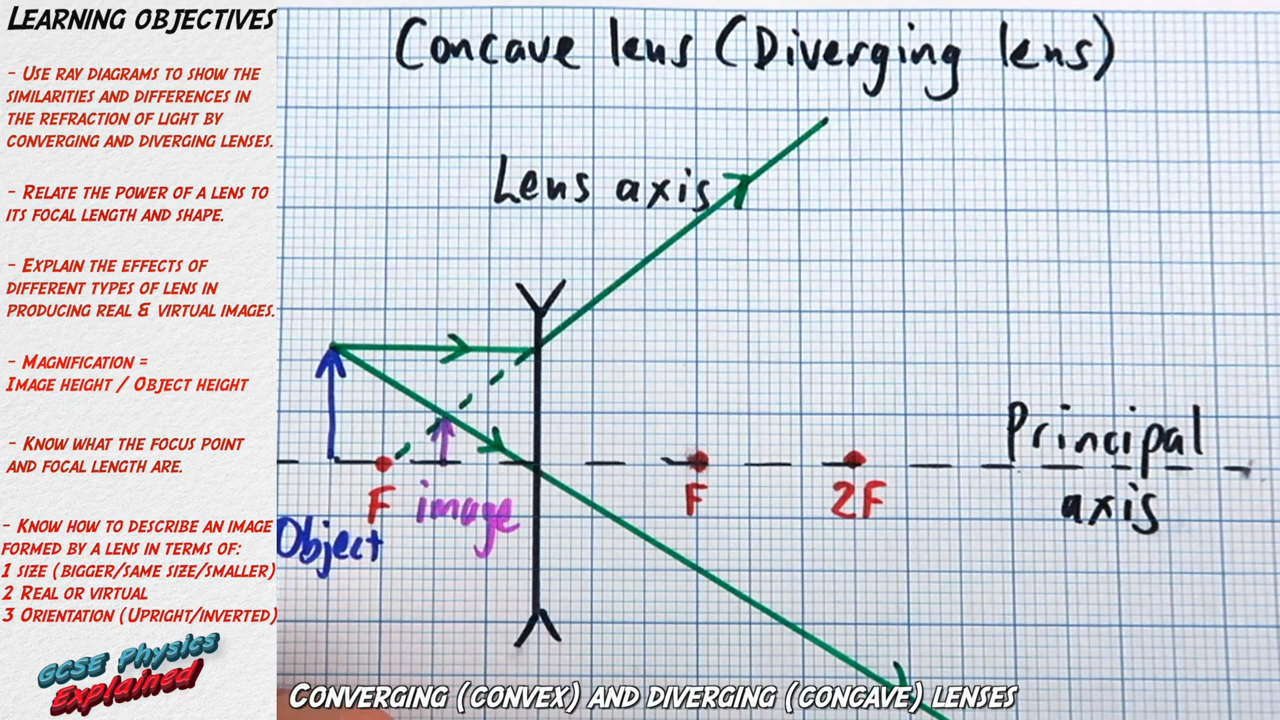 LEARNING OBJECTIVES
- USE RAY DIAGRAMS TO SHOW THE
SIMILARITIES AND DIFFERENCES IN
THE REFRACTION OF LIGHT BY
CONVERGING AND DIVERGING LENSES.
- RELATE THE POWER OF A LENS TO
ITS FOCAL LENGTH AND SHAPE.
- EXPLAIN THE EFFECTS OF
DIFFERENT TYPES OF LENS IN
PRODUCING REAL & VIRTUAL IMAGES.
- MAGNIFICATION =
IMAGE HEIGHT / OBJECT HEIGHT
- KNOW WHAT THE FOCUS POINT
AND FOCAL LENGTH ARE.
- KNOW HOW TO DESCRIBE AN IMAGE
FORMED BY A LENS IN TERMS OF:
1 SIZE (BIGGER/SAME SIZE/SMALLER)
2 REAL OR VIRTUAL
3 ORIENTATION (UPRIGHT/INVERTED)
GCSE Physics
Explained
Concave lens (Diverging lens)
Lens axis
Principal
axis
F
image
F
2F
Object
CONVERGING (CONVEX) AND DIVERGING (CONCAVE) LENSES